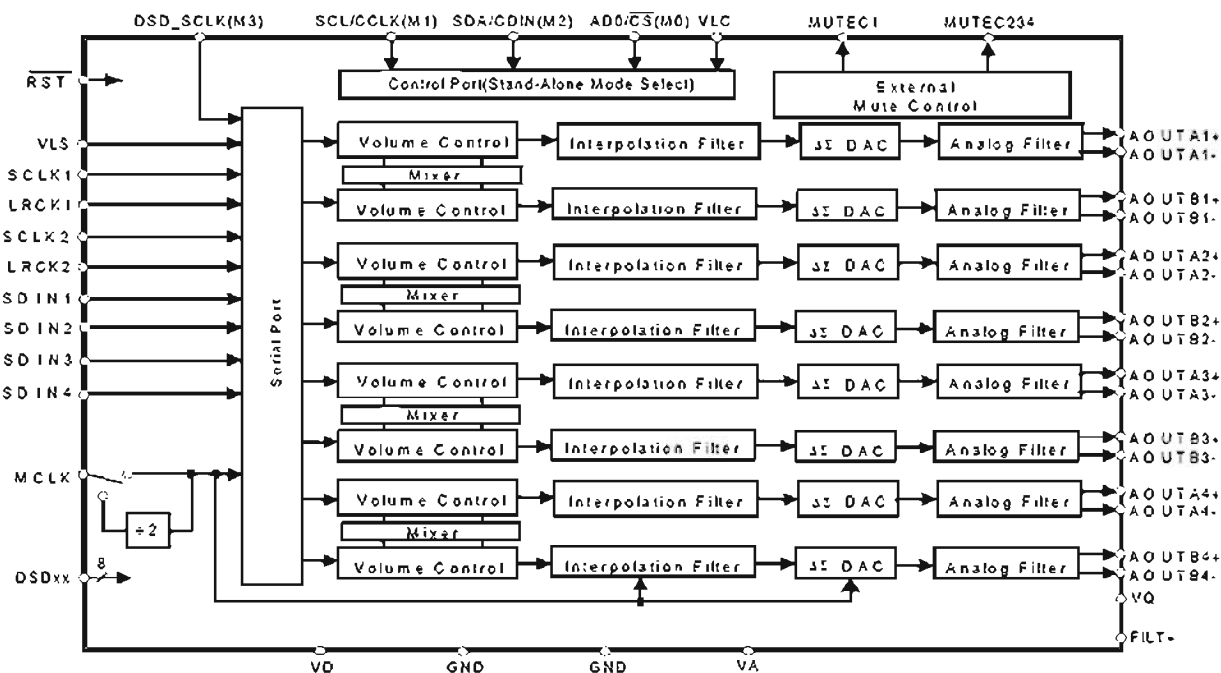 DSD_SCLK(M3) SCL/CCLK(M1) SDA/CDIN(M2) AD0/CS(M0) VLC MUTEC1 MUTEC234
RST
Control Port(Stand-Alone Mode Select)
External
Mute Control
VLS
SCLK1
LRCK1
SCLK2
LRCK2
SDIN1
SDIN2
SDIN3
SDIN4
MCLK
÷2
8
DSDxx
Serial Port
Volume Control Interpolation Filter ΔΣ DAC Analog Filter AOUTA1+
AOUTA1-
Mixer
Volume Control Interpolation Filter ΔΣ DAC Analog Filter AOUTB1+
AOUTB1-
Volume Control Interpolation Filter ΔΣ DAC Analog Filter AOUTA2+
AOUTA2-
Mixer
Volume Control Interpolation Filter ΔΣ DAC Analog Filter AOUTB2+
AOUTB2-
Volume Control Interpolation Filter ΔΣ DAC Analog Filter AOUTA3+
AOUTA3-
Mixer
Volume Control Interpolation Filter ΔΣ DAC Analog Filter AOUTB3+
AOUTB3-
Volume Control Interpolation Filter ΔΣ DAC Analog Filter AOUTA4+
AOUTA4-
Mixer
Volume Control Interpolation Filter ΔΣ DAC Analog Filter AOUTB4+
AOUTB4-
VQ
FILT+
VD GND GND VA